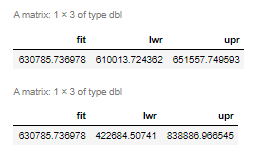 A matrix: 1 × 3 of type dbl
fit lwr upr
630785.736978 610013.724362 651557.749593
A matrix: 1 × 3 of type dbl
fit lwr upr
630785.736978 422684.50741 838886.966545